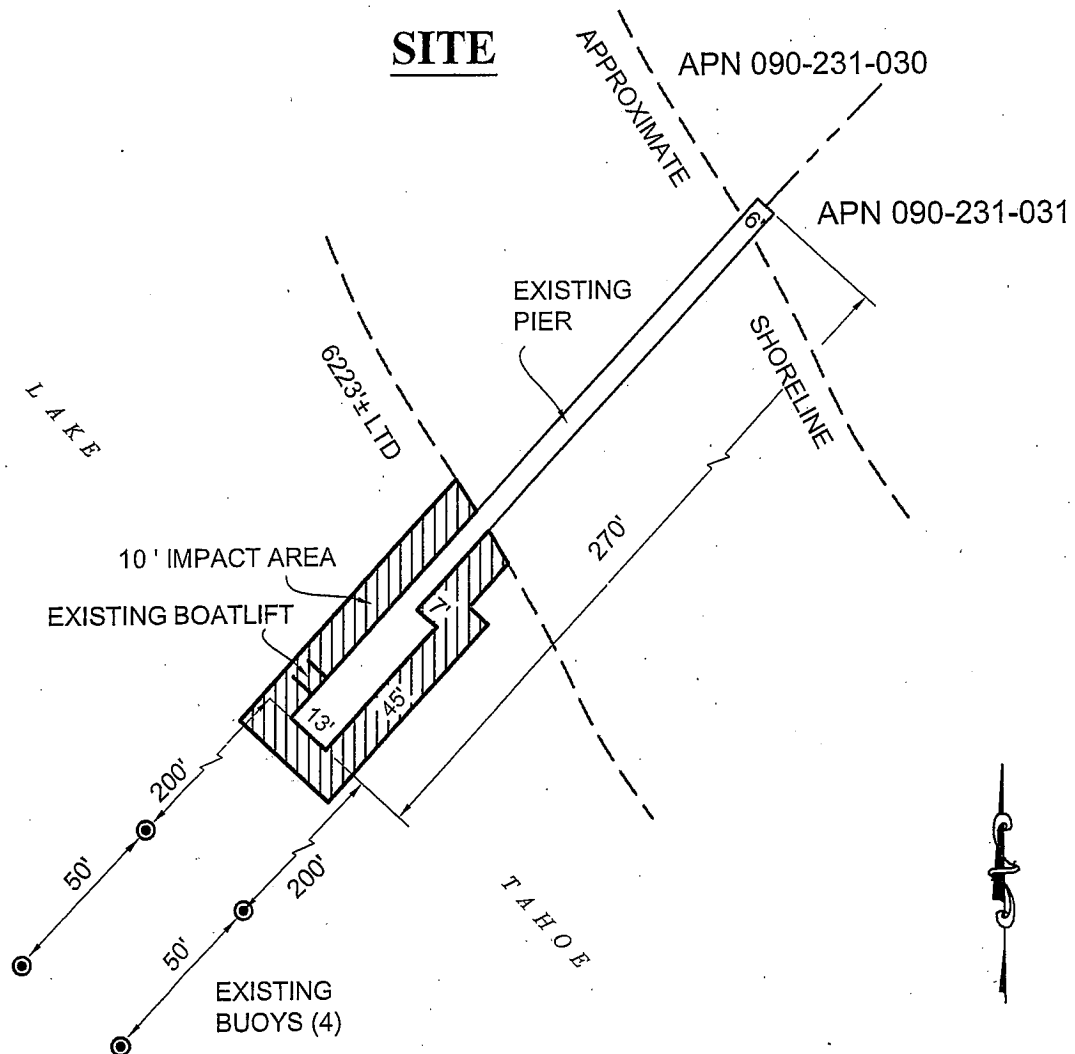 SITE
APPROXIMATE
APN 090-231-030
APN 090-231-031
6'
EXISTING
PIER
SHORELINE
6223'± LTD
LAKE
270'
10 ' IMPACT AREA
EXISTING BOATLIFT
7'
45'
13'
200'
200'
50'
50'
TAHOE
EXISTING
BUOYS (4)